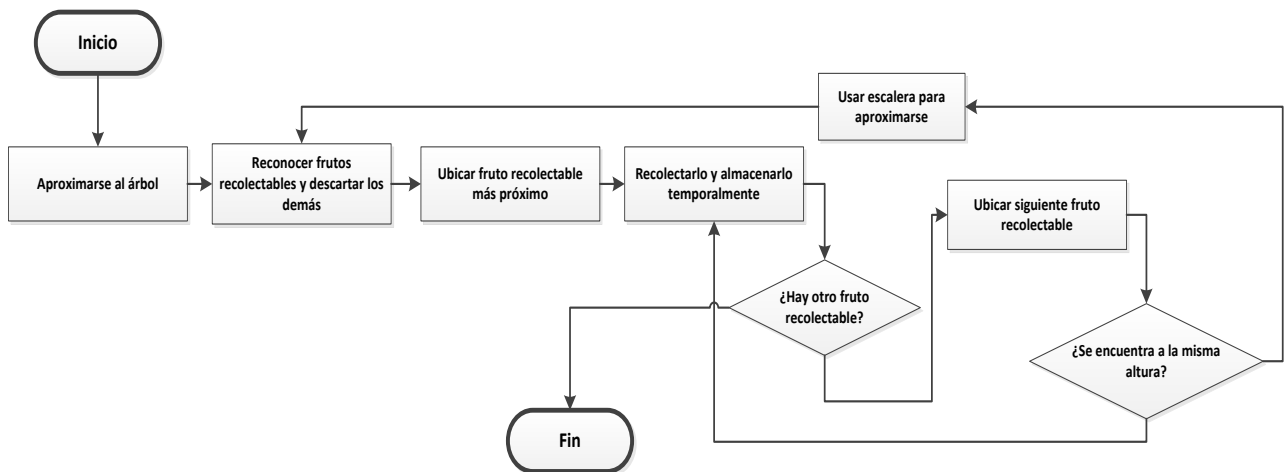 Inicio
Usar escalera para
aproximarse
Aproximarse al árbol
Reconocer frutos
recolectables y descartar los
demás
Ubicar fruto recolectable
más próximo
Recolectarlo y almacenarlo
temporalmente
Ubicar siguiente fruto
recolectable
¿Hay otro fruto
recolectable?
¿Se encuentra a la misma
altura?
Fin